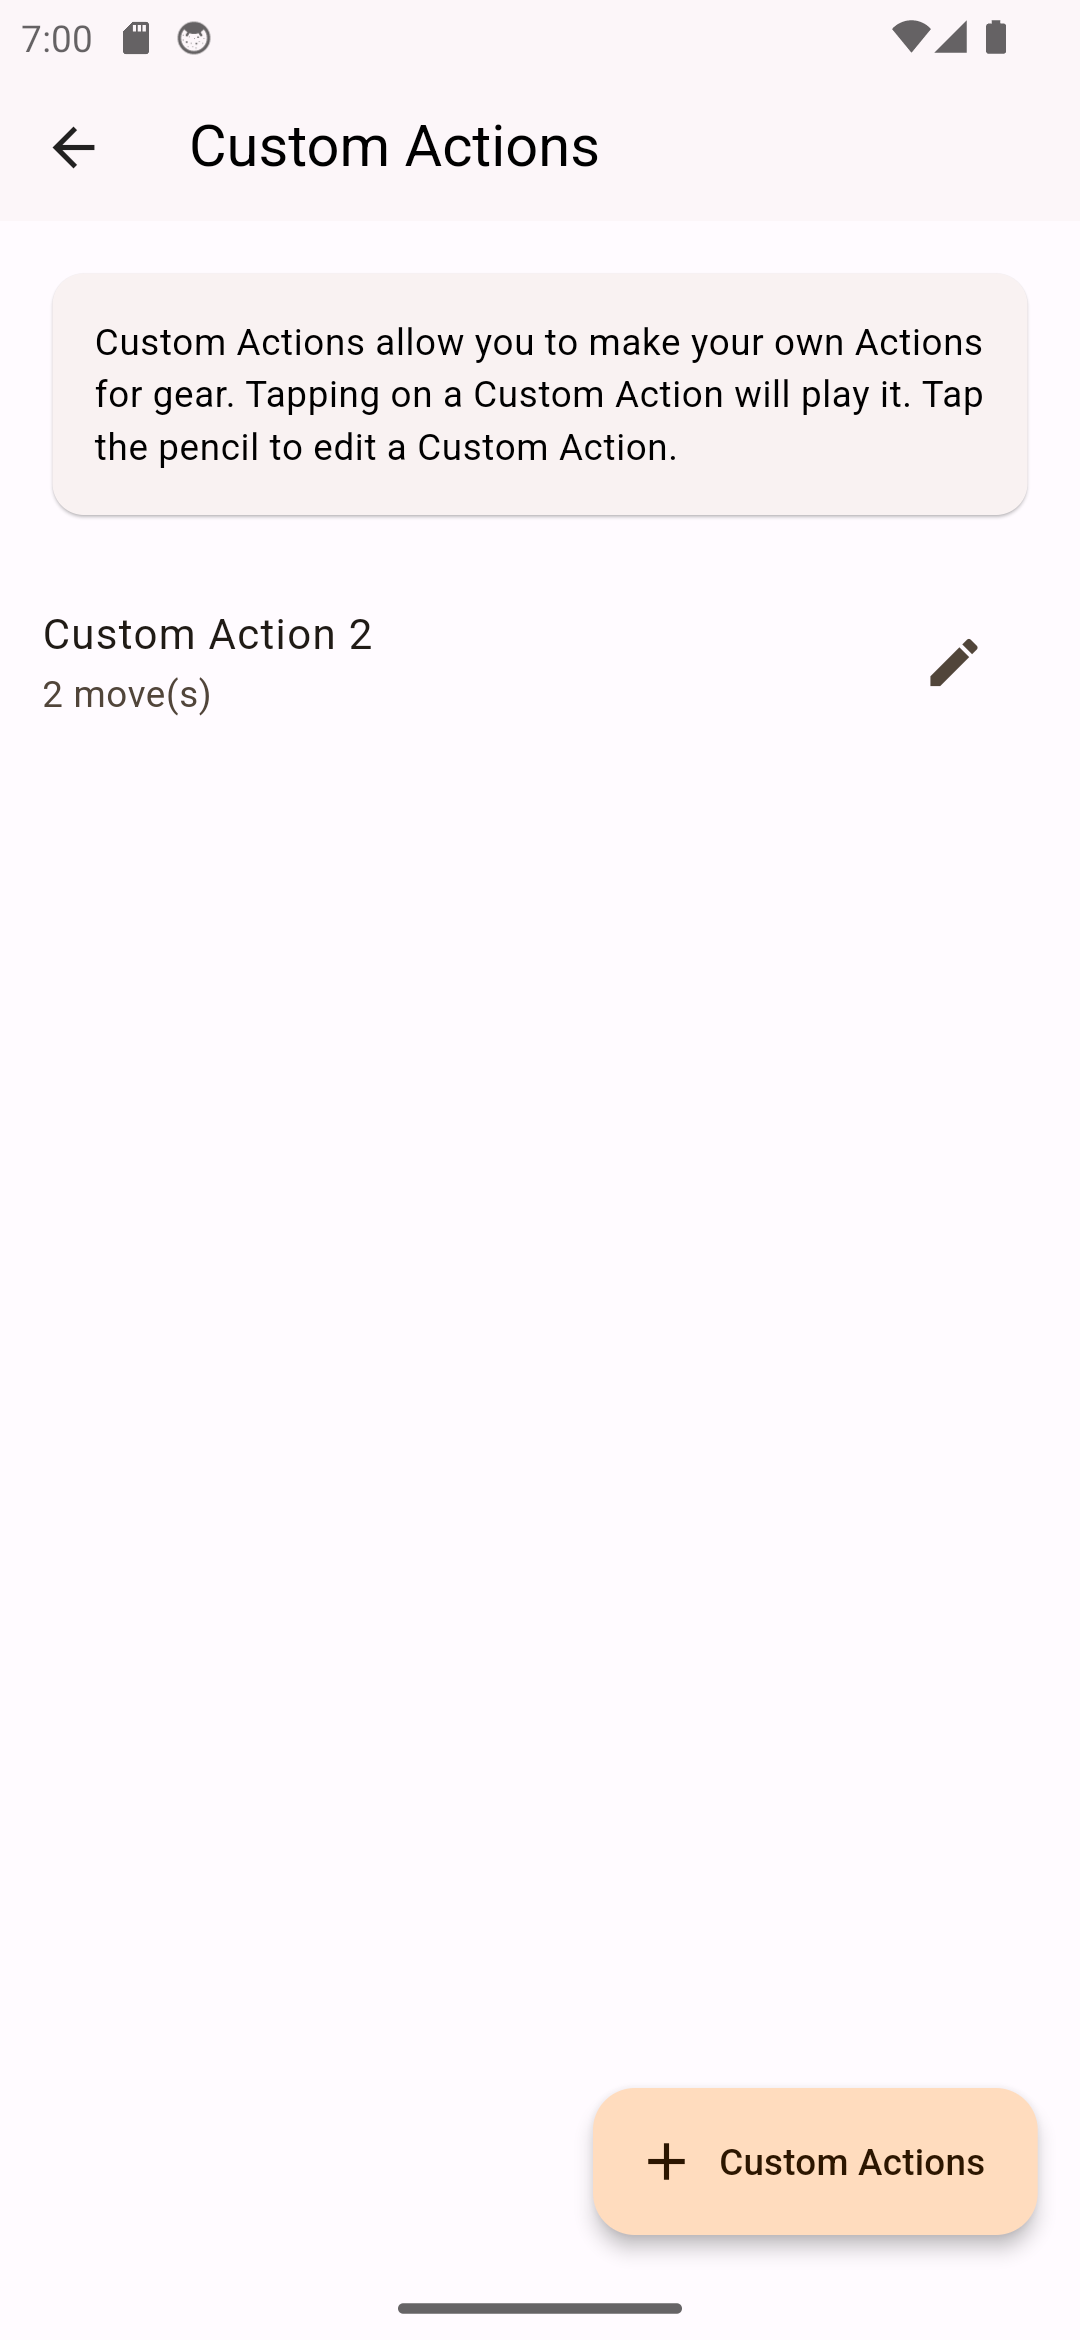 7:00
Custom Actions
Custom Actions allow you to make your own Actions
for gear. Tapping on a Custom Action will play it. Tap
the pencil to edit a Custom Action.
Custom Action 2
2 move(s)
Custom Actions